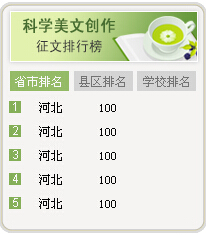 科学美文创作
征文排行榜
省市排名 县区排名 学校排名
1 河北 100
2 河北 100
3 河北 100
4 河北 100
5 河北 100